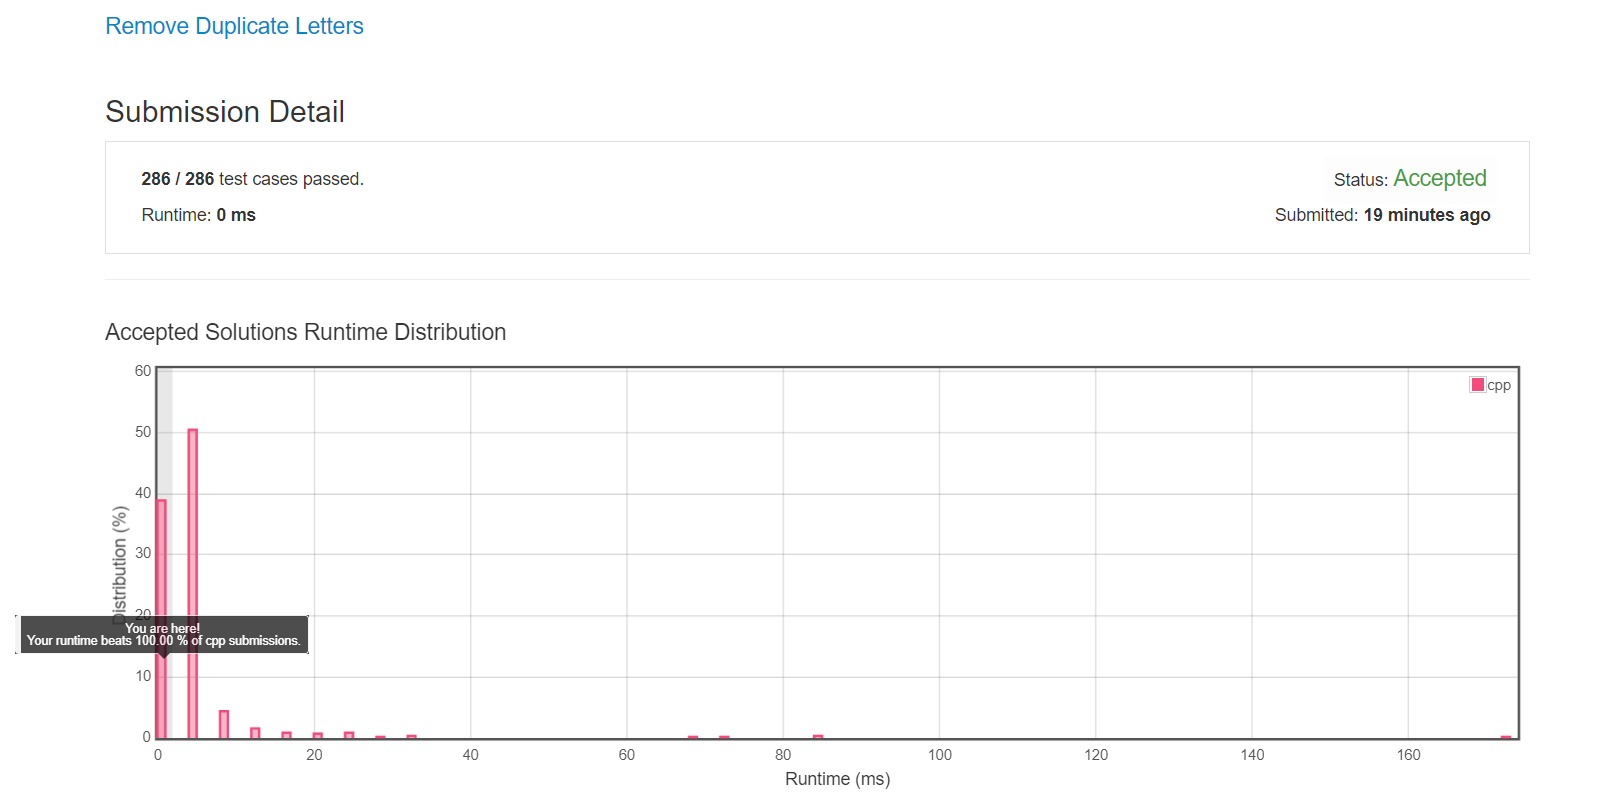 Remove Duplicate Letters
Submission Detail
286 / 286 test cases passed.
Status: Accepted
Runtime: 0 ms
Submitted: 19 minutes ago
Accepted Solutions Runtime Distribution
60
50
40
30
20
10
0
Distribution (%)
cpp
You are here!
Your runtime beats 100.00 % of cpp submissions.
0 20 40 60 80 100 120 140 160
Runtime (ms)